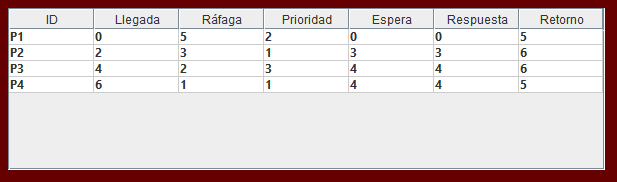 ID Llegada Ráfaga Prioridad Espera Respuesta Retorno
P1 0 5 2 0 0 5
P2 2 3 1 3 3 6
P3 4 2 3 4 4 6
P4 6 1 1 4 4 5